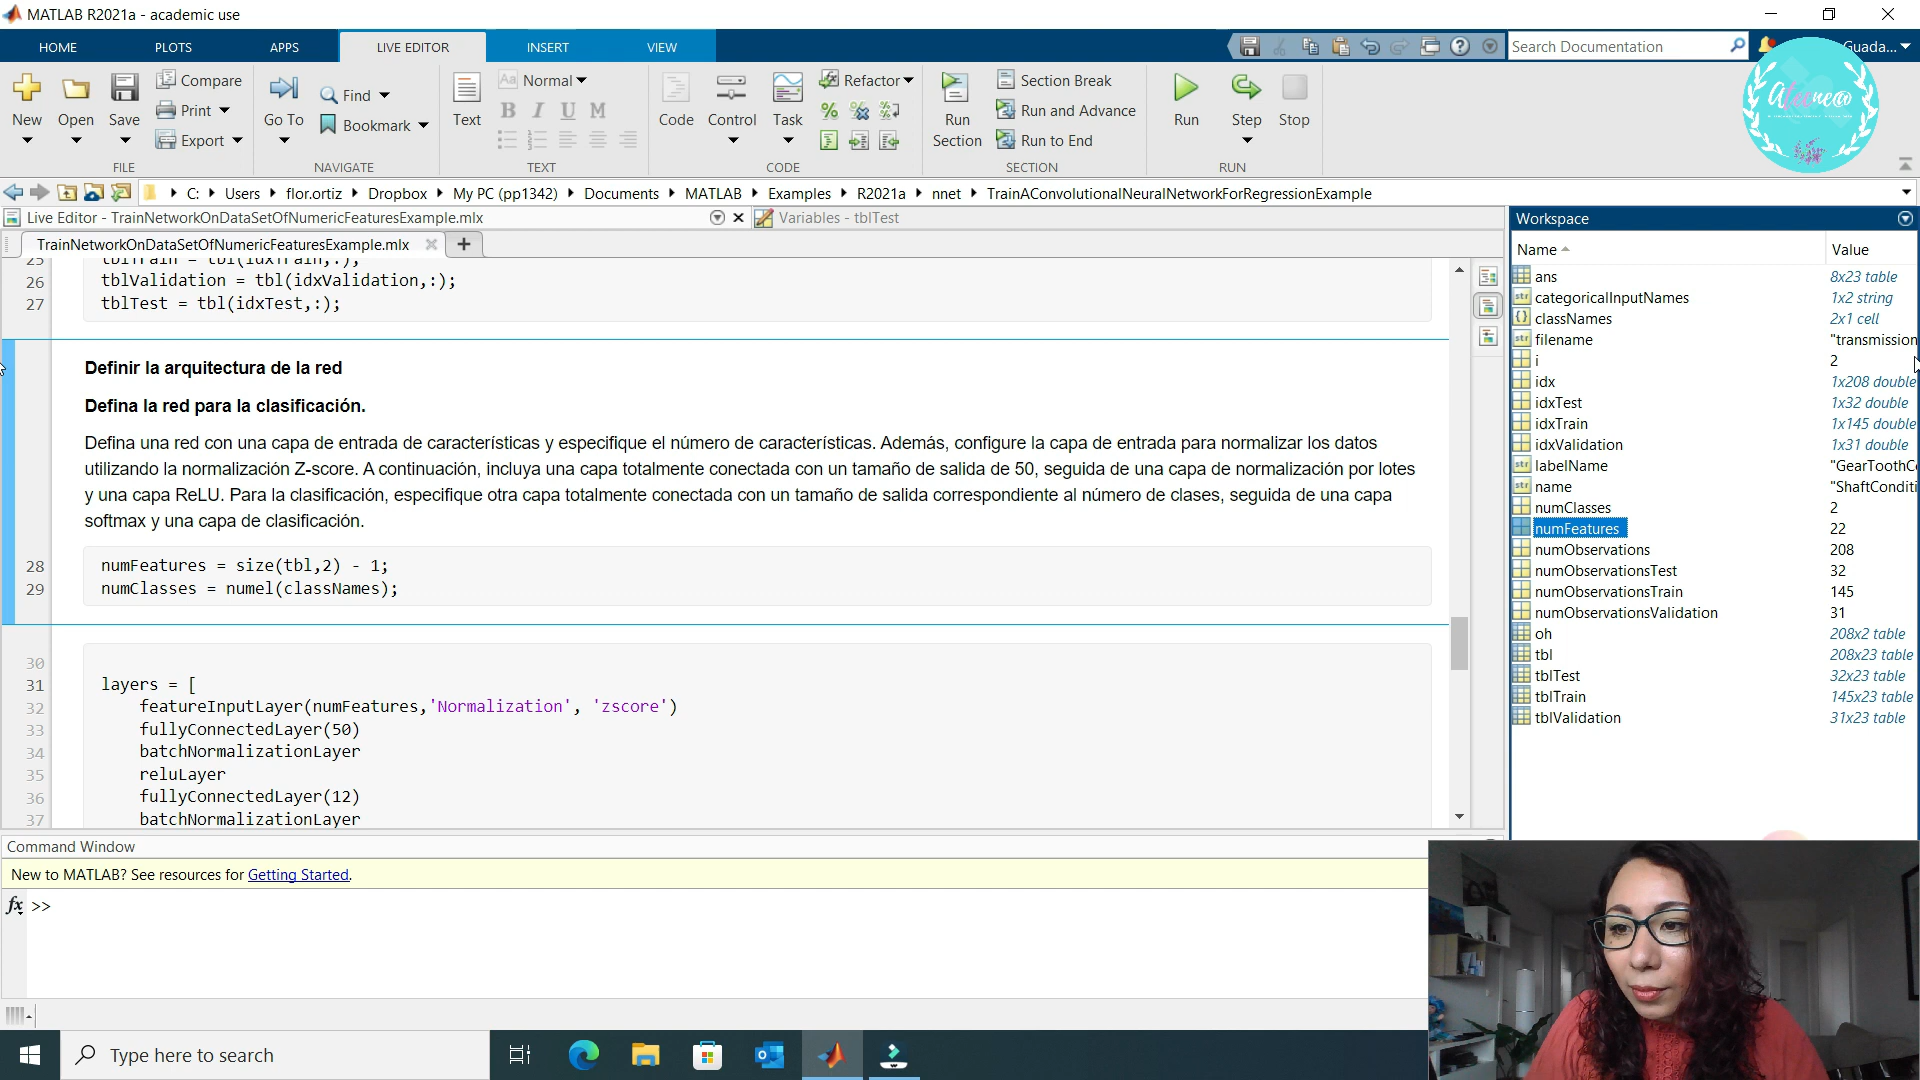 MATLAB R2021a - academic use
HOME PLOTS APPS LIVE EDITOR INSERT VIEW
Search Documentation
Guada...
New Open Save
Compare
Print
Export
FILE
Go To
Find
Bookmark
NAVIGATE
Text
Aa Normal
B I U M
TEXT
Code Control Task
Refactor
CODE
Run Section
Section Break
Run and Advance
Run to End
SECTION
Run Step Stop
RUN
Ateneo
C: Users flor.ortiz Dropbox My PC (pp1342) Documents MATLAB Examples R2021a nnet TrainAConvolutionalNeuralNetworkForRegressionExample
Live Editor - TrainNetworkOnDataSetOfNumericFeaturesExample.mlx
Variables - tblTest
TrainNetworkOnDataSetOfNumericFeaturesExample.mlx
25 tblTrain = tbl(idxTrain,:);
26 tblValidation = tbl(idxValidation,:);
27 tblTest = tbl(idxTest,:);
Definir la arquitectura de la red
Defina la red para la clasificación.
Defina una red con una capa de entrada de características y especifique el número de características. Además, configure la capa de entrada para normalizar los datos
utilizando la normalización Z-score. A continuación, incluya una capa totalmente conectada con un tamaño de salida de 50, seguida de una capa de normalización por lotes
y una capa ReLU. Para la clasificación, especifique otra capa totalmente conectada con un tamaño de salida correspondiente al número de clases, seguida de una capa
softmax y una capa de clasificación.
28 numFeatures = size(tbl,2) - 1;
29 numClasses = numel(classNames);
30
31 layers = [
32 featureInputLayer(numFeatures,'Normalization', 'zscore')
33 fullyConnectedLayer(50)
34 batchNormalizationLayer
35 reluLayer
36 fullyConnectedLayer(12)
37 batchNormalizationLayer
Workspace
Name Value
ans 8x23 table
categoricalInputNames 1x2 string
classNames 2x1 cell
filename "transmission
i 2
idx 1x208 double
idxTest 1x32 double
idxTrain 1x145 double
idxValidation 1x31 double
labelName "GearToothC
name "ShaftConditi
numClasses 2
numFeatures 22
numObservations 208
numObservationsTest 32
numObservationsTrain 145
numObservationsValidation 31
oh 208x2 table
tbl 208x23 table
tblTest 32x23 table
tblTrain 145x23 table
tblValidation 31x23 table
Command Window
New to MATLAB? See resources for Getting Started.
fx >>
Type here to search